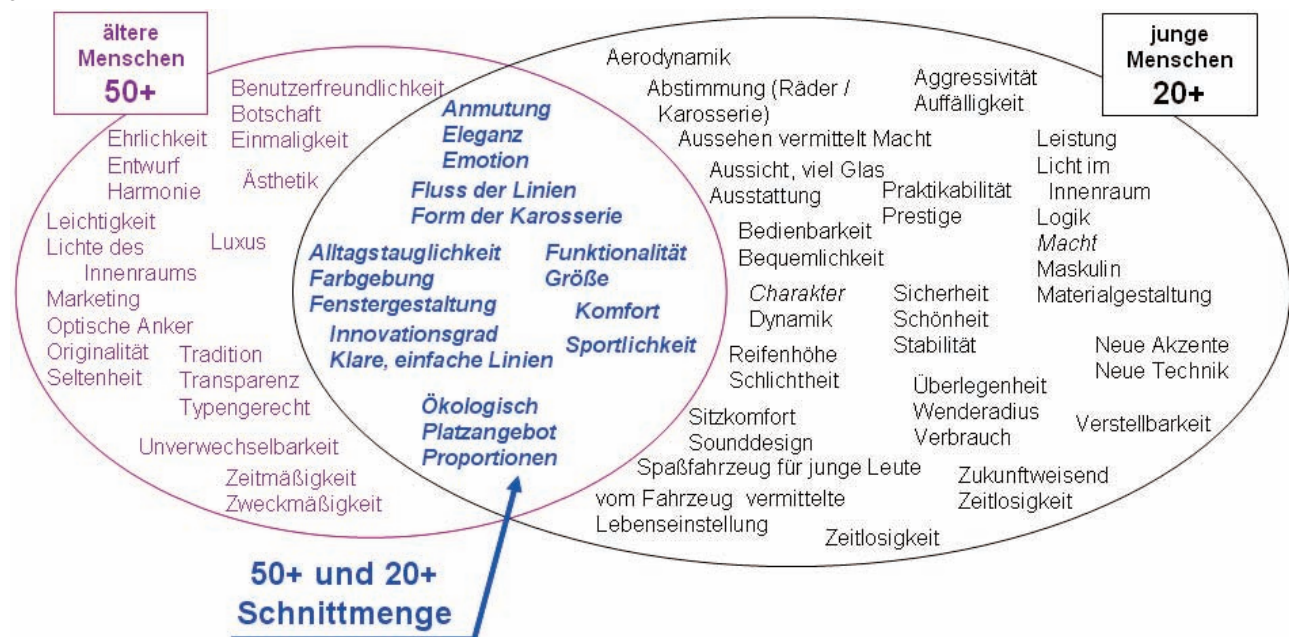 ältere
Menschen
50+
Benutzerfreundlichkeit
Botschaft
Einmaligkeit
Ehrlichkeit
Entwurf
Harmonie
Ästhetik
Leichtigkeit
Lichte des
Innenraums
Luxus
Marketing
Optische Anker
Originalität
Seltenheit
Tradition
Transparenz
Typengerecht
Unverwechselbarkeit
Zeitmäßigkeit
Zweckmäßigkeit
Anmutung
Eleganz
Emotion
Fluss der Linien
Form der Karosserie
Alltagstauglichkeit
Farbgebung
Fenstergestaltung
Funktionalität
Größe
Komfort
Innovationsgrad
Klare, einfache Linien
Sportlichkeit
Ökologisch
Platzangebot
Proportionen
50+ und 20+
Schnittmenge
junge
Menschen
20+
Aerodynamik
Abstimmung (Räder /
Karosserie)
Aggressivität
Auffälligkeit
Aussehen vermittelt Macht
Aussicht, viel Glas
Ausstattung
Praktikabilität
Prestige
Leistung
Licht im
Innenraum
Logik
Macht
Maskulin
Materialgestaltung
Bedienbarkeit
Bequemlichkeit
Charakter
Dynamik
Sicherheit
Schönheit
Stabilität
Reifenhöhe
Schlichtheit
Neue Akzente
Neue Technik
Überlegenheit
Wenderadius
Verbrauch
Verstellbarkeit
Sitzkomfort
Sounddesign
Spaßfahrzeug für junge Leute
vom Fahrzeug vermittelte
Lebenseinstellung
Zukunftweisend
Zeitlosigkeit
Zeitlosigkeit